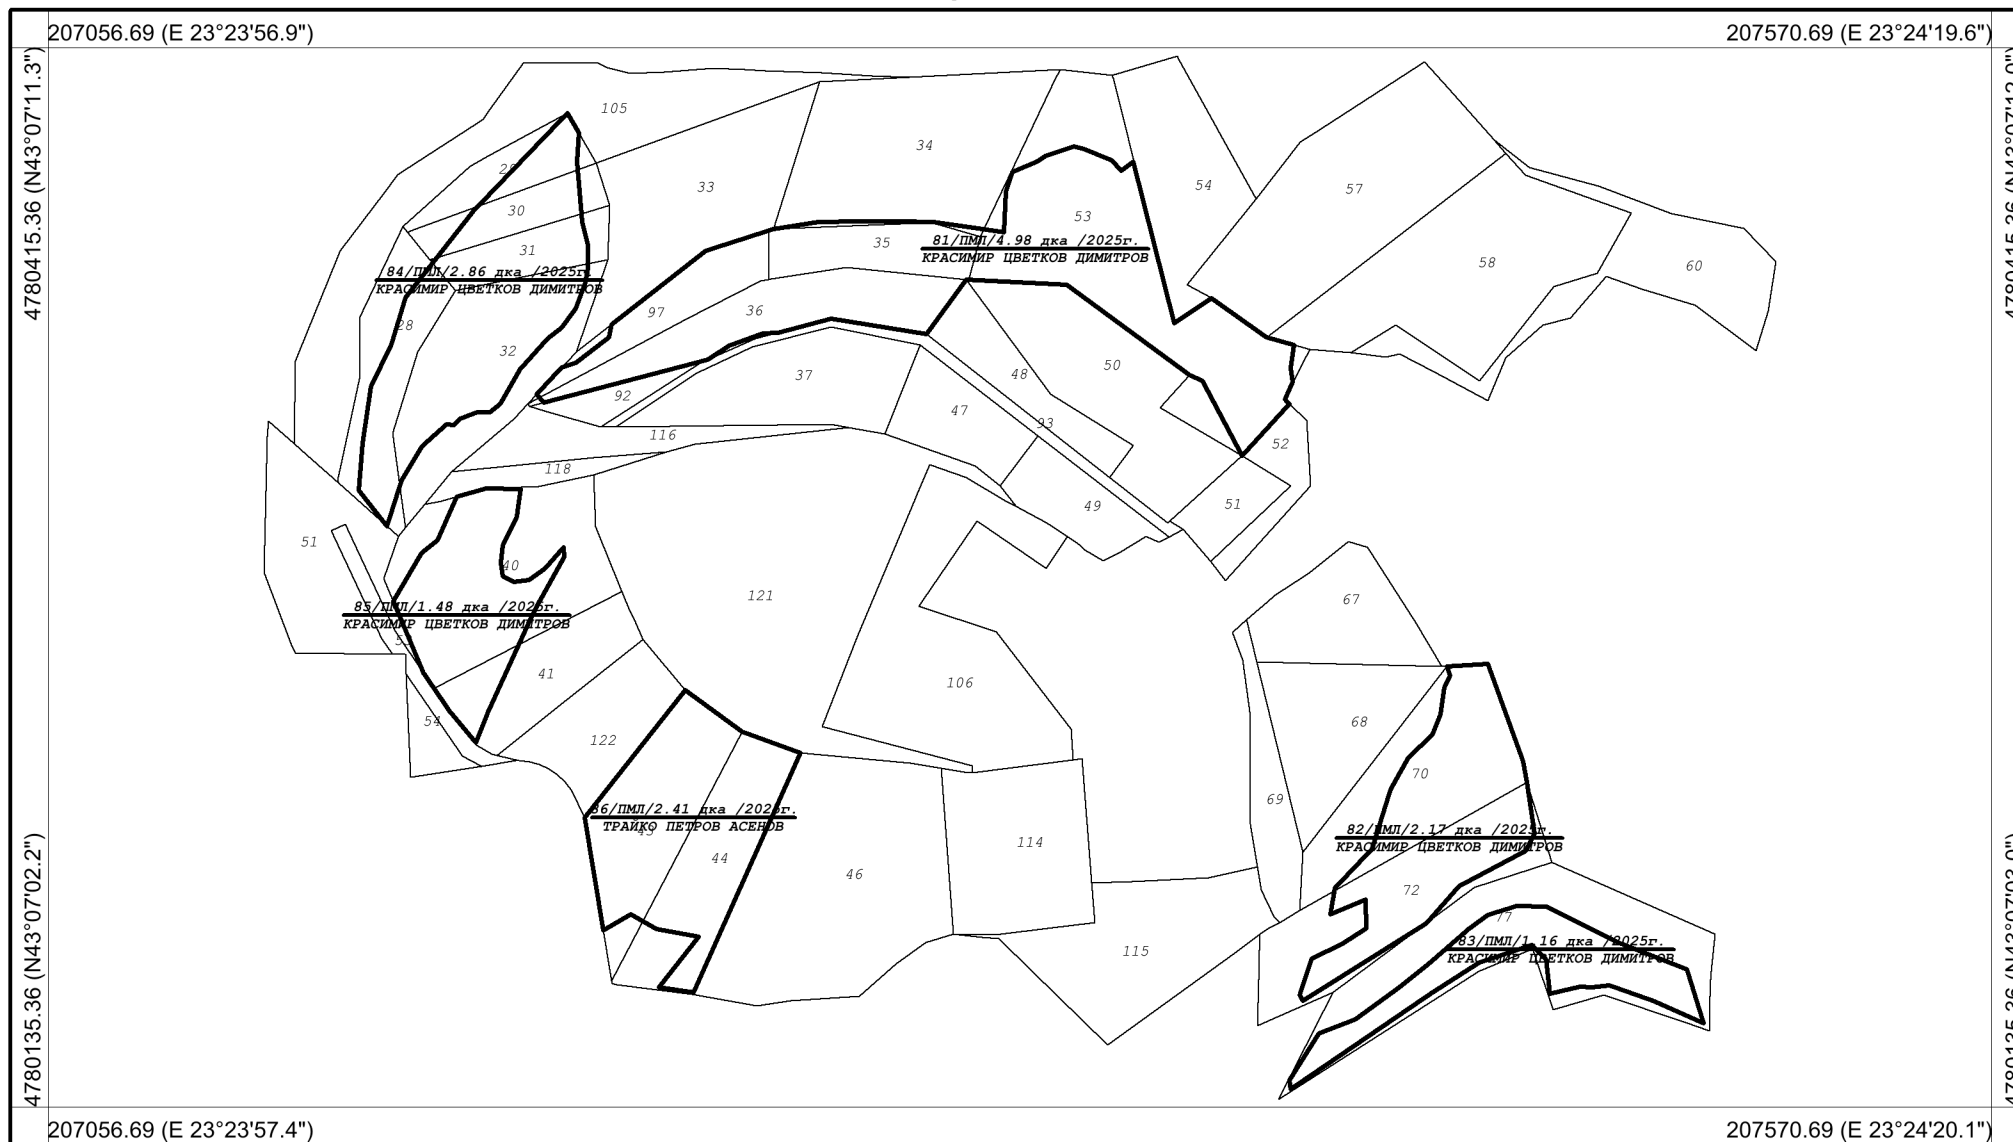 207056.69 (E 23°23'56.9")
207570.69 (E 23°24'19.6")
4780415.36 (N43°07'11.3")
105
34
33
54
57
30
53
31
35
58
60
81/ПМЛ/4.98 дка /2025г.
КРАСИМИР ЦВЕТКОВ ДИМИТРОВ
84/ПМЛ/2.86 дка /2025г.
КРАСИМИР ЦВЕТКОВ ДИМИТРОВ
97
36
28
32
50
37
48
92
47
93
116
52
118
49
51
51
40
121
67
85/ПМЛ/1.48 дка /2025г.
КРАСИМИР ЦВЕТКОВ ДИМИТРОВ
41
106
54
68
122
70
69
86/ПМЛ/2.41 дка /2025г.
ТРАЙКО ПЕТРОВ АСЕНОВ
44
46
114
82/ПМЛ/2.17 дка /2025г.
КРАСИМИР ЦВЕТКОВ ДИМИТРОВ
72
77
115
83/ПМЛ/1.16 дка /2025г.
КРАСИМИР ЦВЕТКОВ ДИМИТРОВ
4780135.36 (N43°07'02.2")
207056.69 (E 23°23'57.4")
207570.69 (E 23°24'20.1")